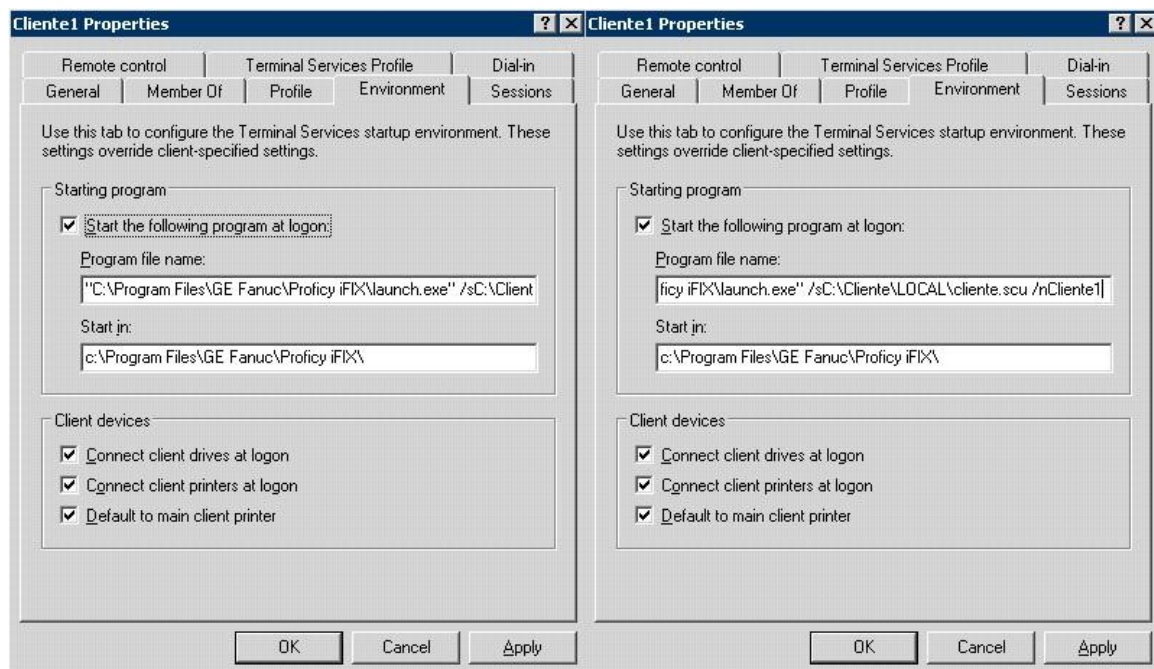 Cliente1 Properties
Remote control Terminal Services Profile Dial-in
General Member Of Profile Environment Sessions
Use this tab to configure the Terminal Services startup environment. These
settings override client-specified settings.
Starting program
Start the following program at logon:
Program file name:
"C:\Program Files\GE Fanuc\Proficy iFIX\launch.exe" /sC:\Client
Start in:
c:\Program Files\GE Fanuc\Proficy iFIX\
Client devices
Connect client drives at logon
Connect client printers at logon
Default to main client printer
OK Cancel Apply
Cliente1 Properties
Remote control Terminal Services Profile Dial-in
General Member Of Profile Environment Sessions
Use this tab to configure the Terminal Services startup environment. These
settings override client-specified settings.
Starting program
Start the following program at logon:
Program file name:
ficy iFIX\launch.exe" /sC:\Cliente\LOCAL\cliente.scu /nCliente1
Start in:
c:\Program Files\GE Fanuc\Proficy iFIX\
Client devices
Connect client drives at logon
Connect client printers at logon
Default to main client printer
OK Cancel Apply